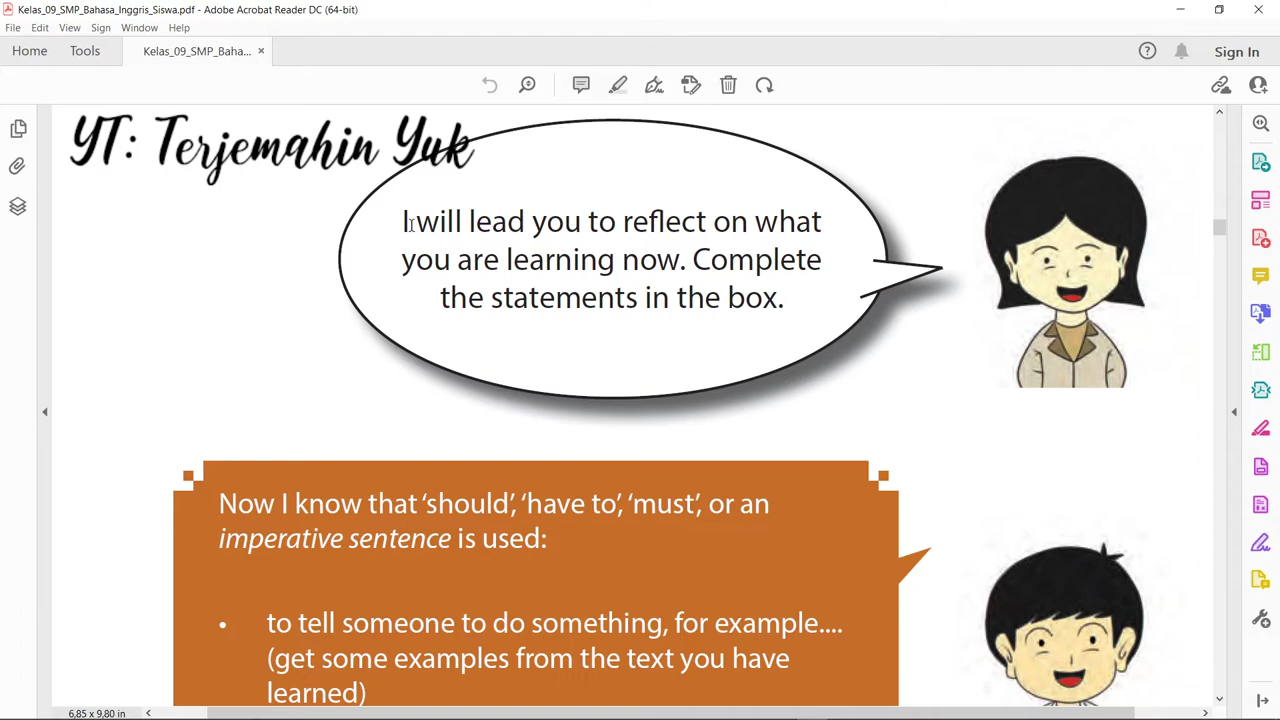 Kelas_09_SMP_Bahasa_Inggris_Siswa.pdf - Adobe Acrobat Reader DC (64-bit)
File Edit View Sign Window Help
Home Tools Kelas_09_SMP_Baha... × Sign In
YT: Terjemahin Yuk
I will lead you to reflect on what
you are learning now. Complete
the statements in the box.
Now I know that ‘should’, ‘have to’, ‘must’, or an
imperative sentence is used:
• to tell someone to do something, for example....
(get some examples from the text you have
learned)
6,85 x 9,80 in